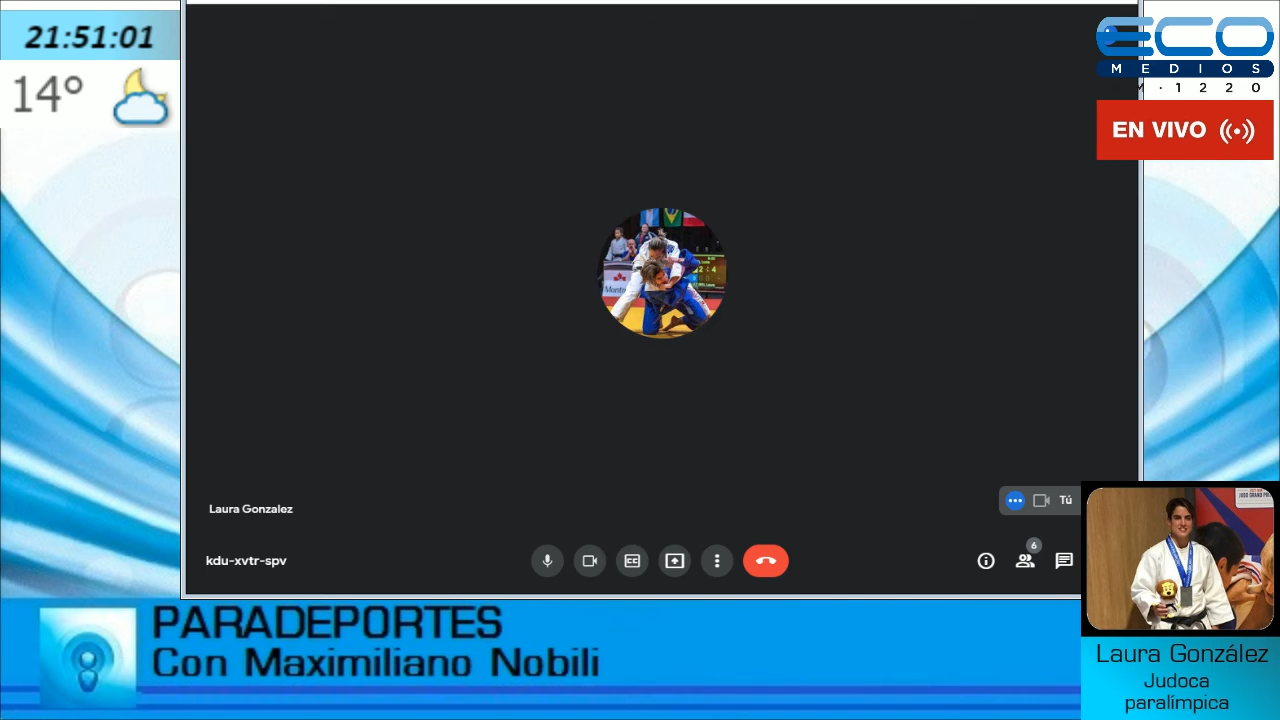 21:51:01
14°
ECO
MEDIOS
M·1220
EN VIVO
Laura Gonzalez
Tú
kdu-xvtr-spv
CC
6
PARADEPORTES
Con Maximiliano Nobili
Laura González
Judoca
paralímpica